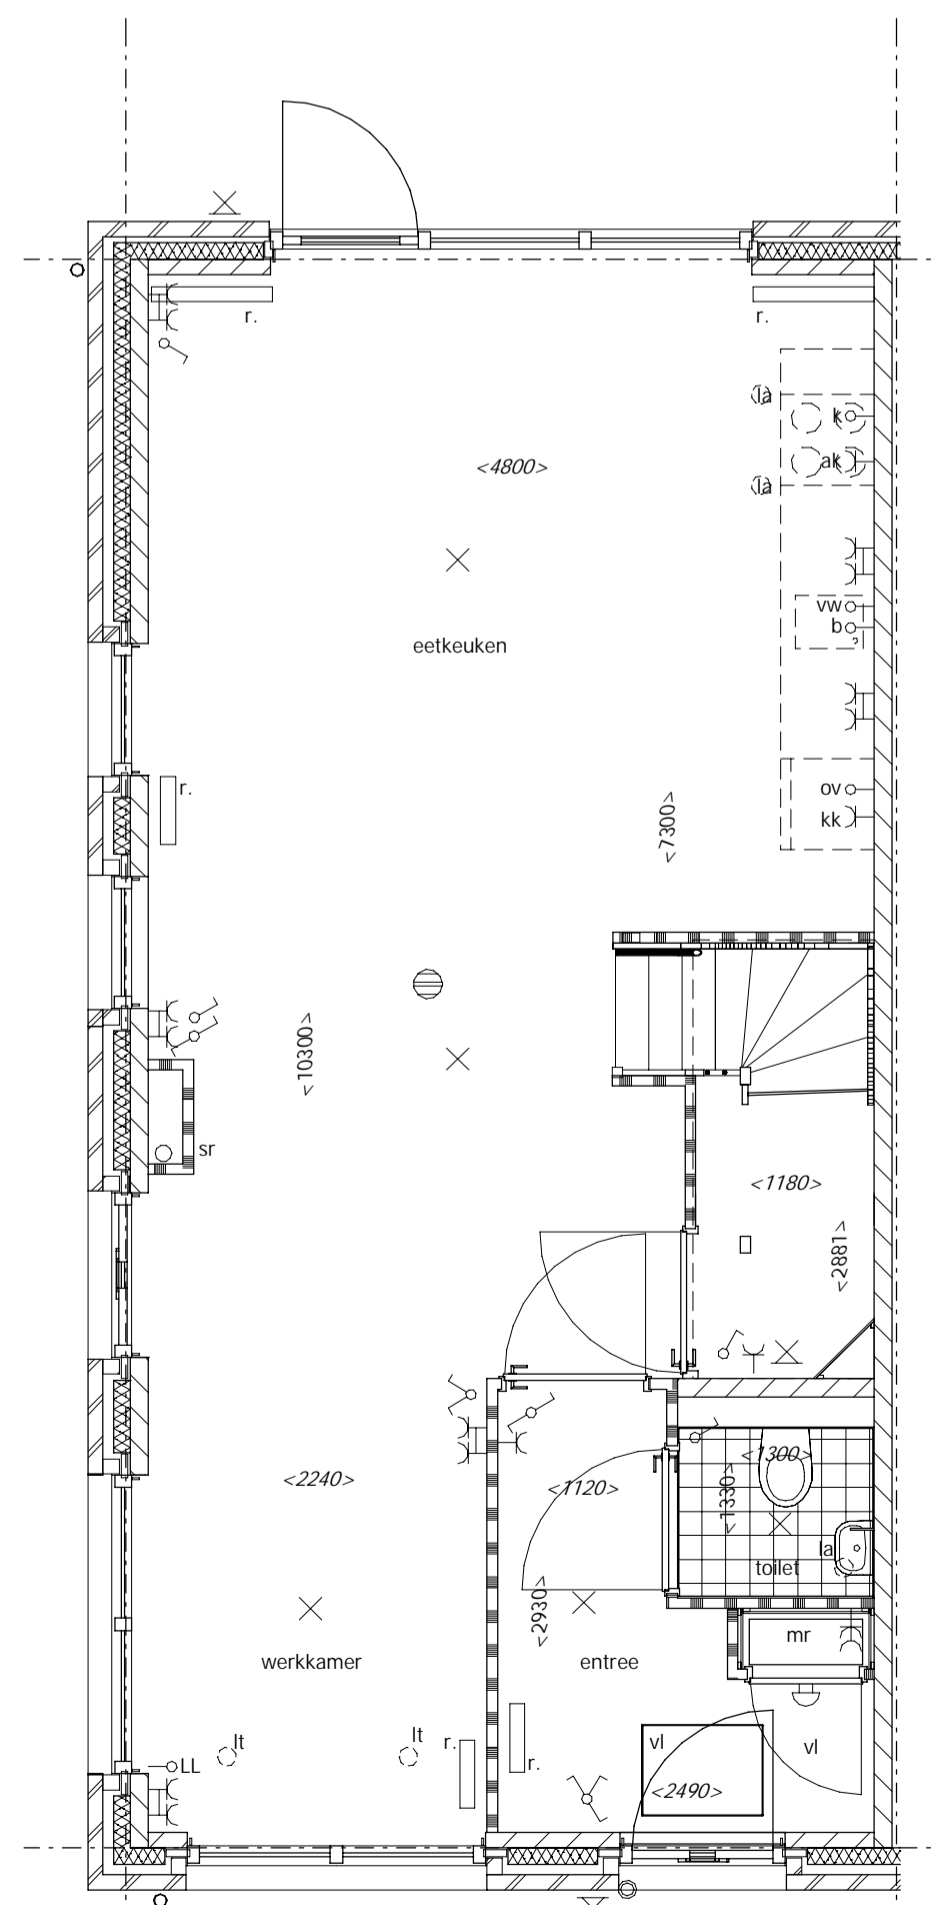 r.
r.
la
k
<4800>
ak
la
vw
b
eetkeuken
r.
ov
kk
<7300>
<10300>
sr
<1180>
<2881>
<2240>
<1120>
<1300>
<1330>
la
toilet
<2930>
mr
werkkamer
entree
lt
lt
r.
vl
vl
r.
LL
<2490>